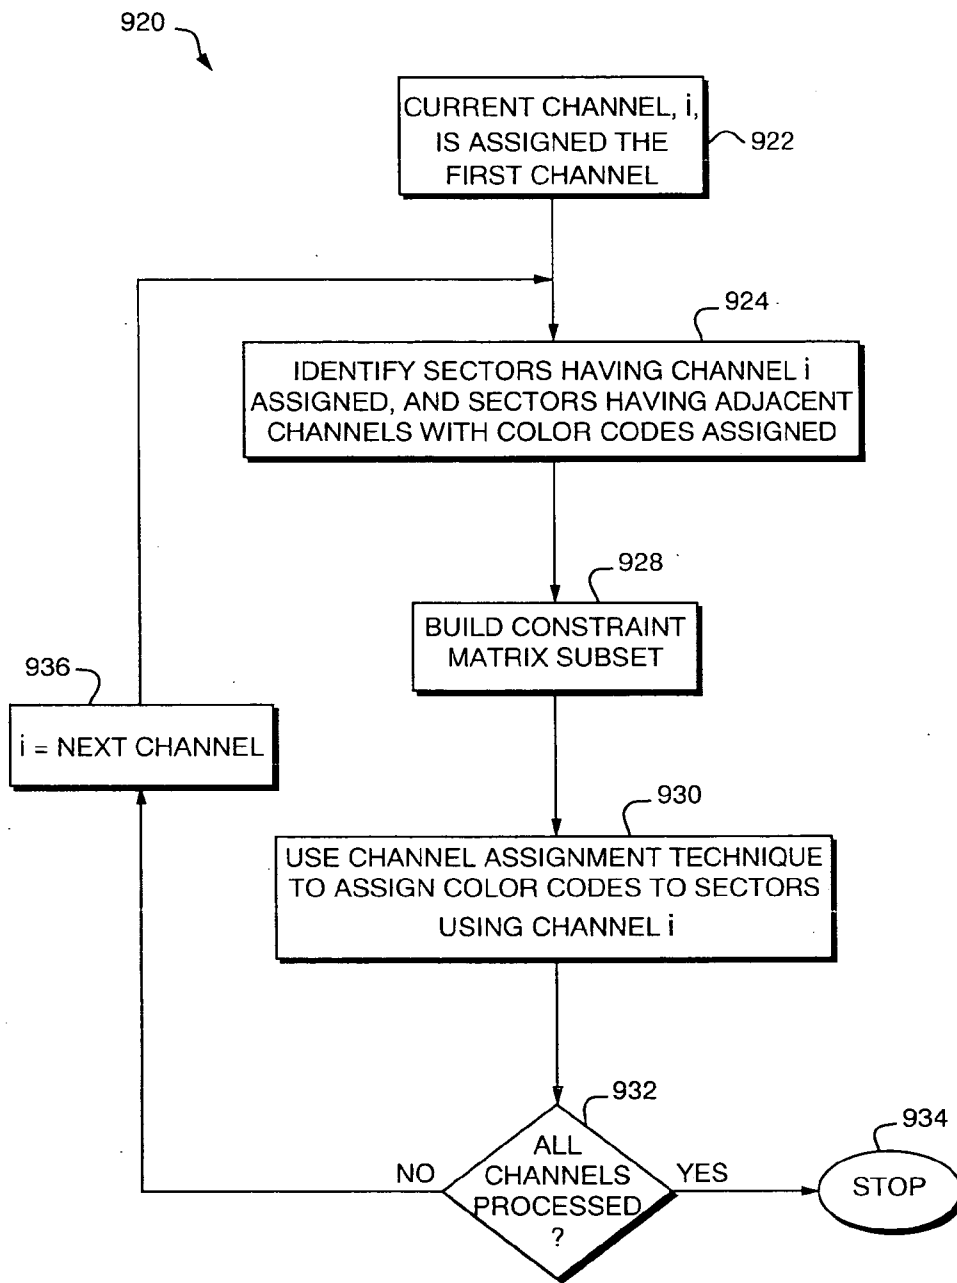 920
CURRENT CHANNEL, i,
IS ASSIGNED THE
FIRST CHANNEL
922
924
IDENTIFY SECTORS HAVING CHANNEL i
ASSIGNED, AND SECTORS HAVING ADJACENT
CHANNELS WITH COLOR CODES ASSIGNED
928
BUILD CONSTRAINT
MATRIX SUBSET
936
i = NEXT CHANNEL
930
USE CHANNEL ASSIGNMENT TECHNIQUE
TO ASSIGN COLOR CODES TO SECTORS
USING CHANNEL i
932
ALL
CHANNELS
PROCESSED
?
NO
YES
934
STOP